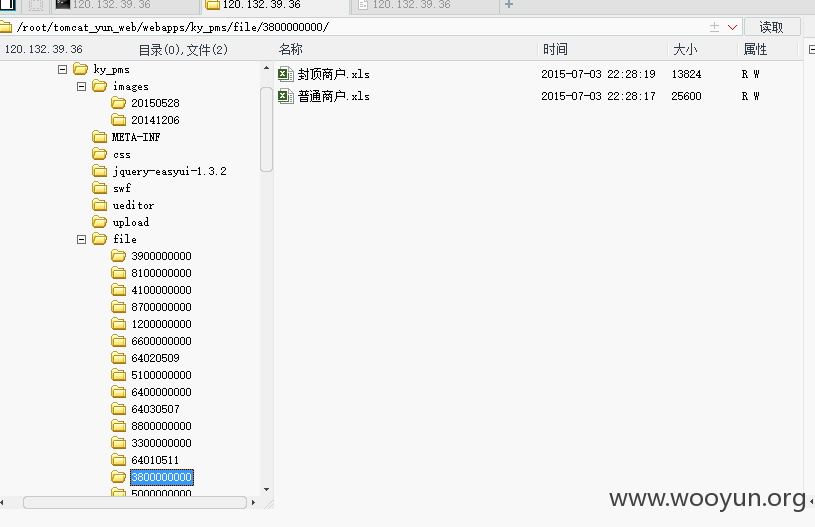 120.132.39.36 120.132.39.36 120.132.39.36 +
/root/tomcat_yun_web/webapps/ky_pms/file/3800000000/ 读取
120.132.39.36 目录(0),文件(2) 名称 时间 大小 属性
ky_pms
images
20150528
20141206
META-INF
css
jquery-easyui-1.3.2
swf
ueditor
upload
file
3900000000
8100000000
4100000000
8700000000
1200000000
6600000000
64020509
5100000000
6400000000
64030507
8800000000
3300000000
64010511
3800000000
5000000000
封顶商户.xls 2015-07-03 22:28:19 13824 R W
普通商户.xls 2015-07-03 22:28:17 25600 R W
www.wooyun.org